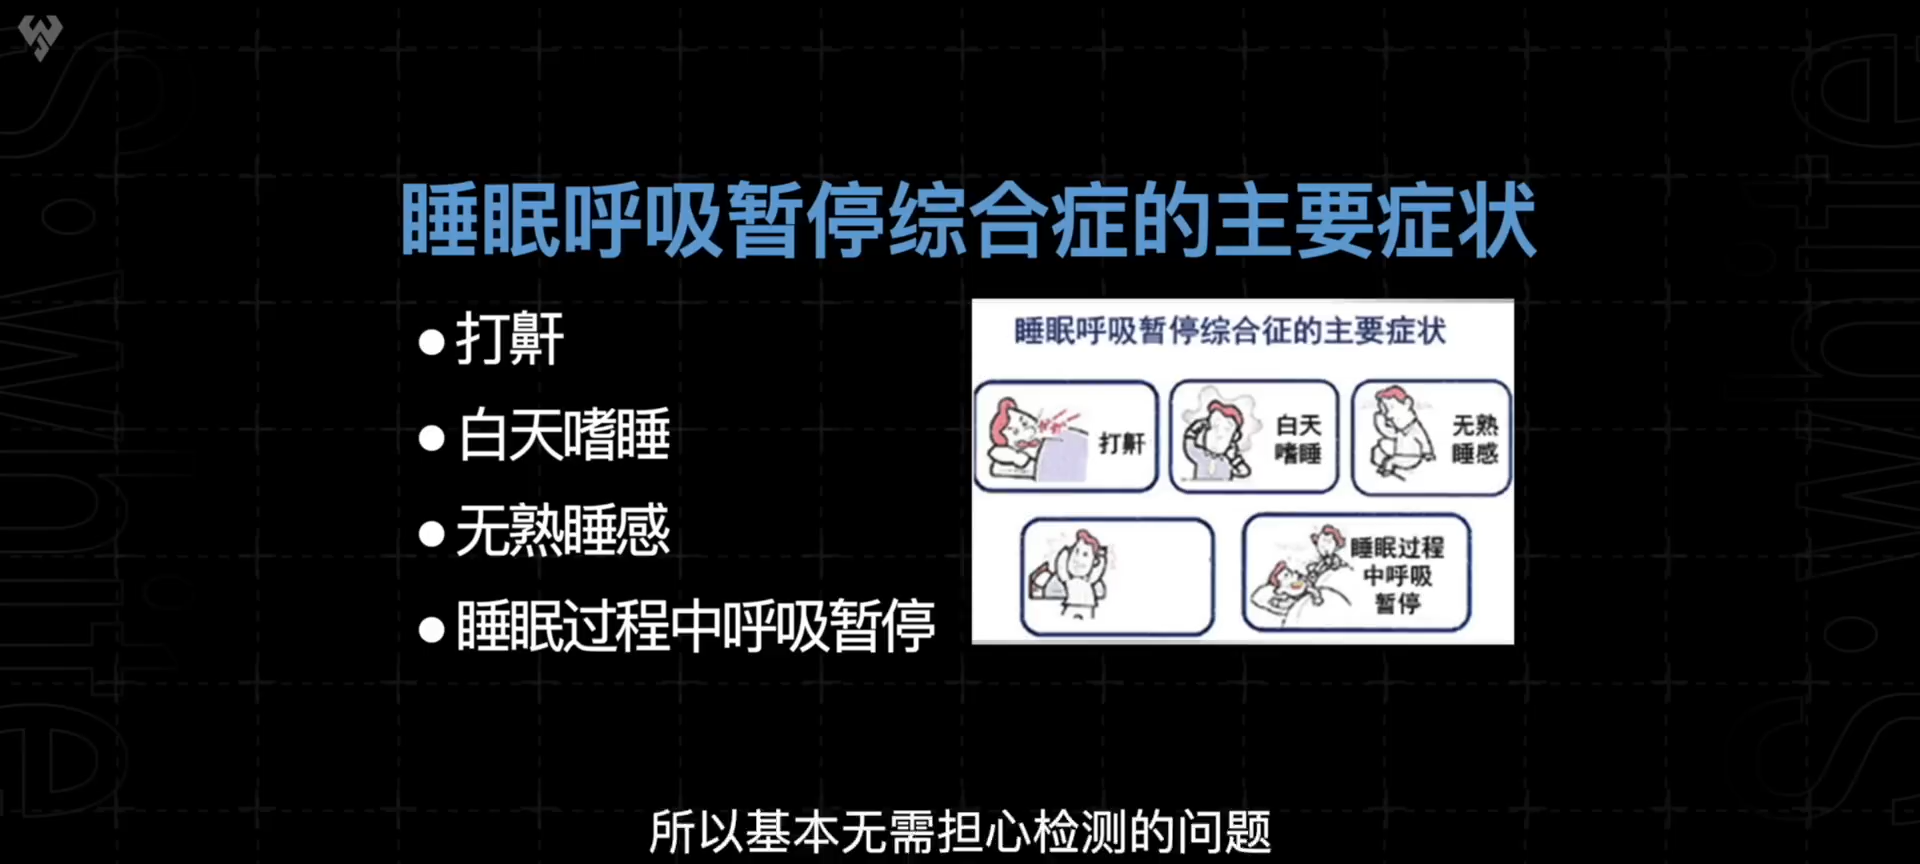 睡眠呼吸暂停综合症的主要症状
●打鼾
●白天嗜睡
●无熟睡感
●睡眠过程中呼吸暂停
睡眠呼吸暂停综合征的主要症状
打鼾
白天
嗜睡
无熟
睡感
睡眠过程
中呼吸
暂停
所以基本无需担心检测的问题